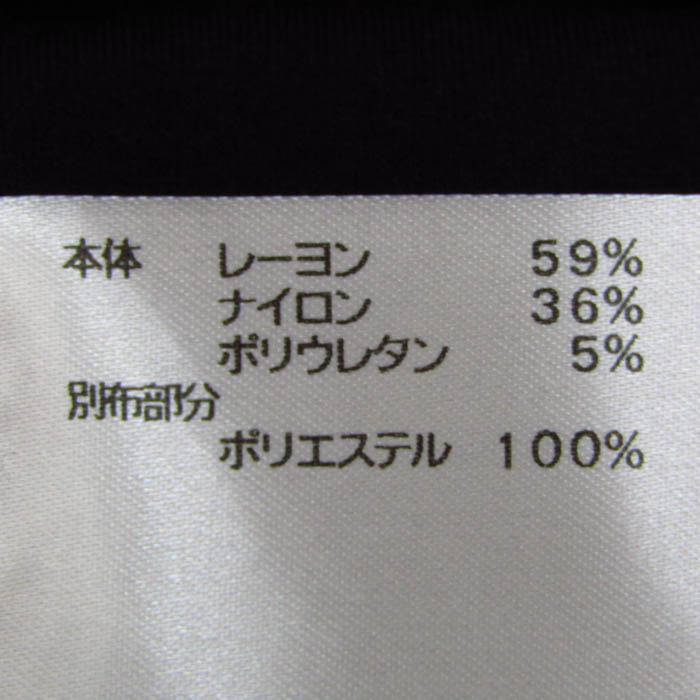 本体 レーヨン 59%
ナイロン 36%
ポリウレタン 5%
別布部分
ポリエステル 100%